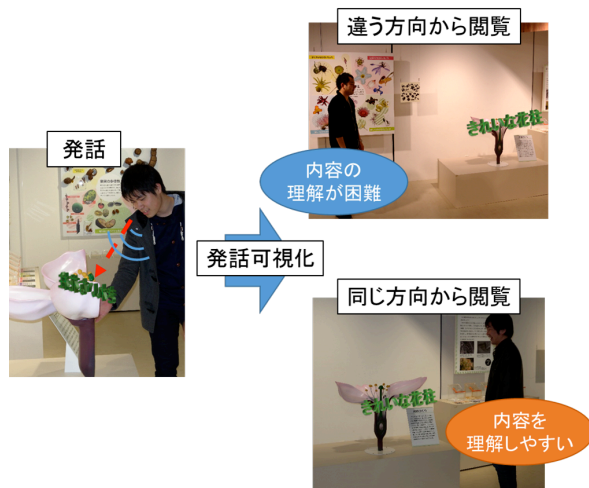 違う方向から閲覧
きれいな花柱
発話
内容の
理解が困難
発話可視化
同じ方向から閲覧
きれいな花柱
内容を
理解しやすい